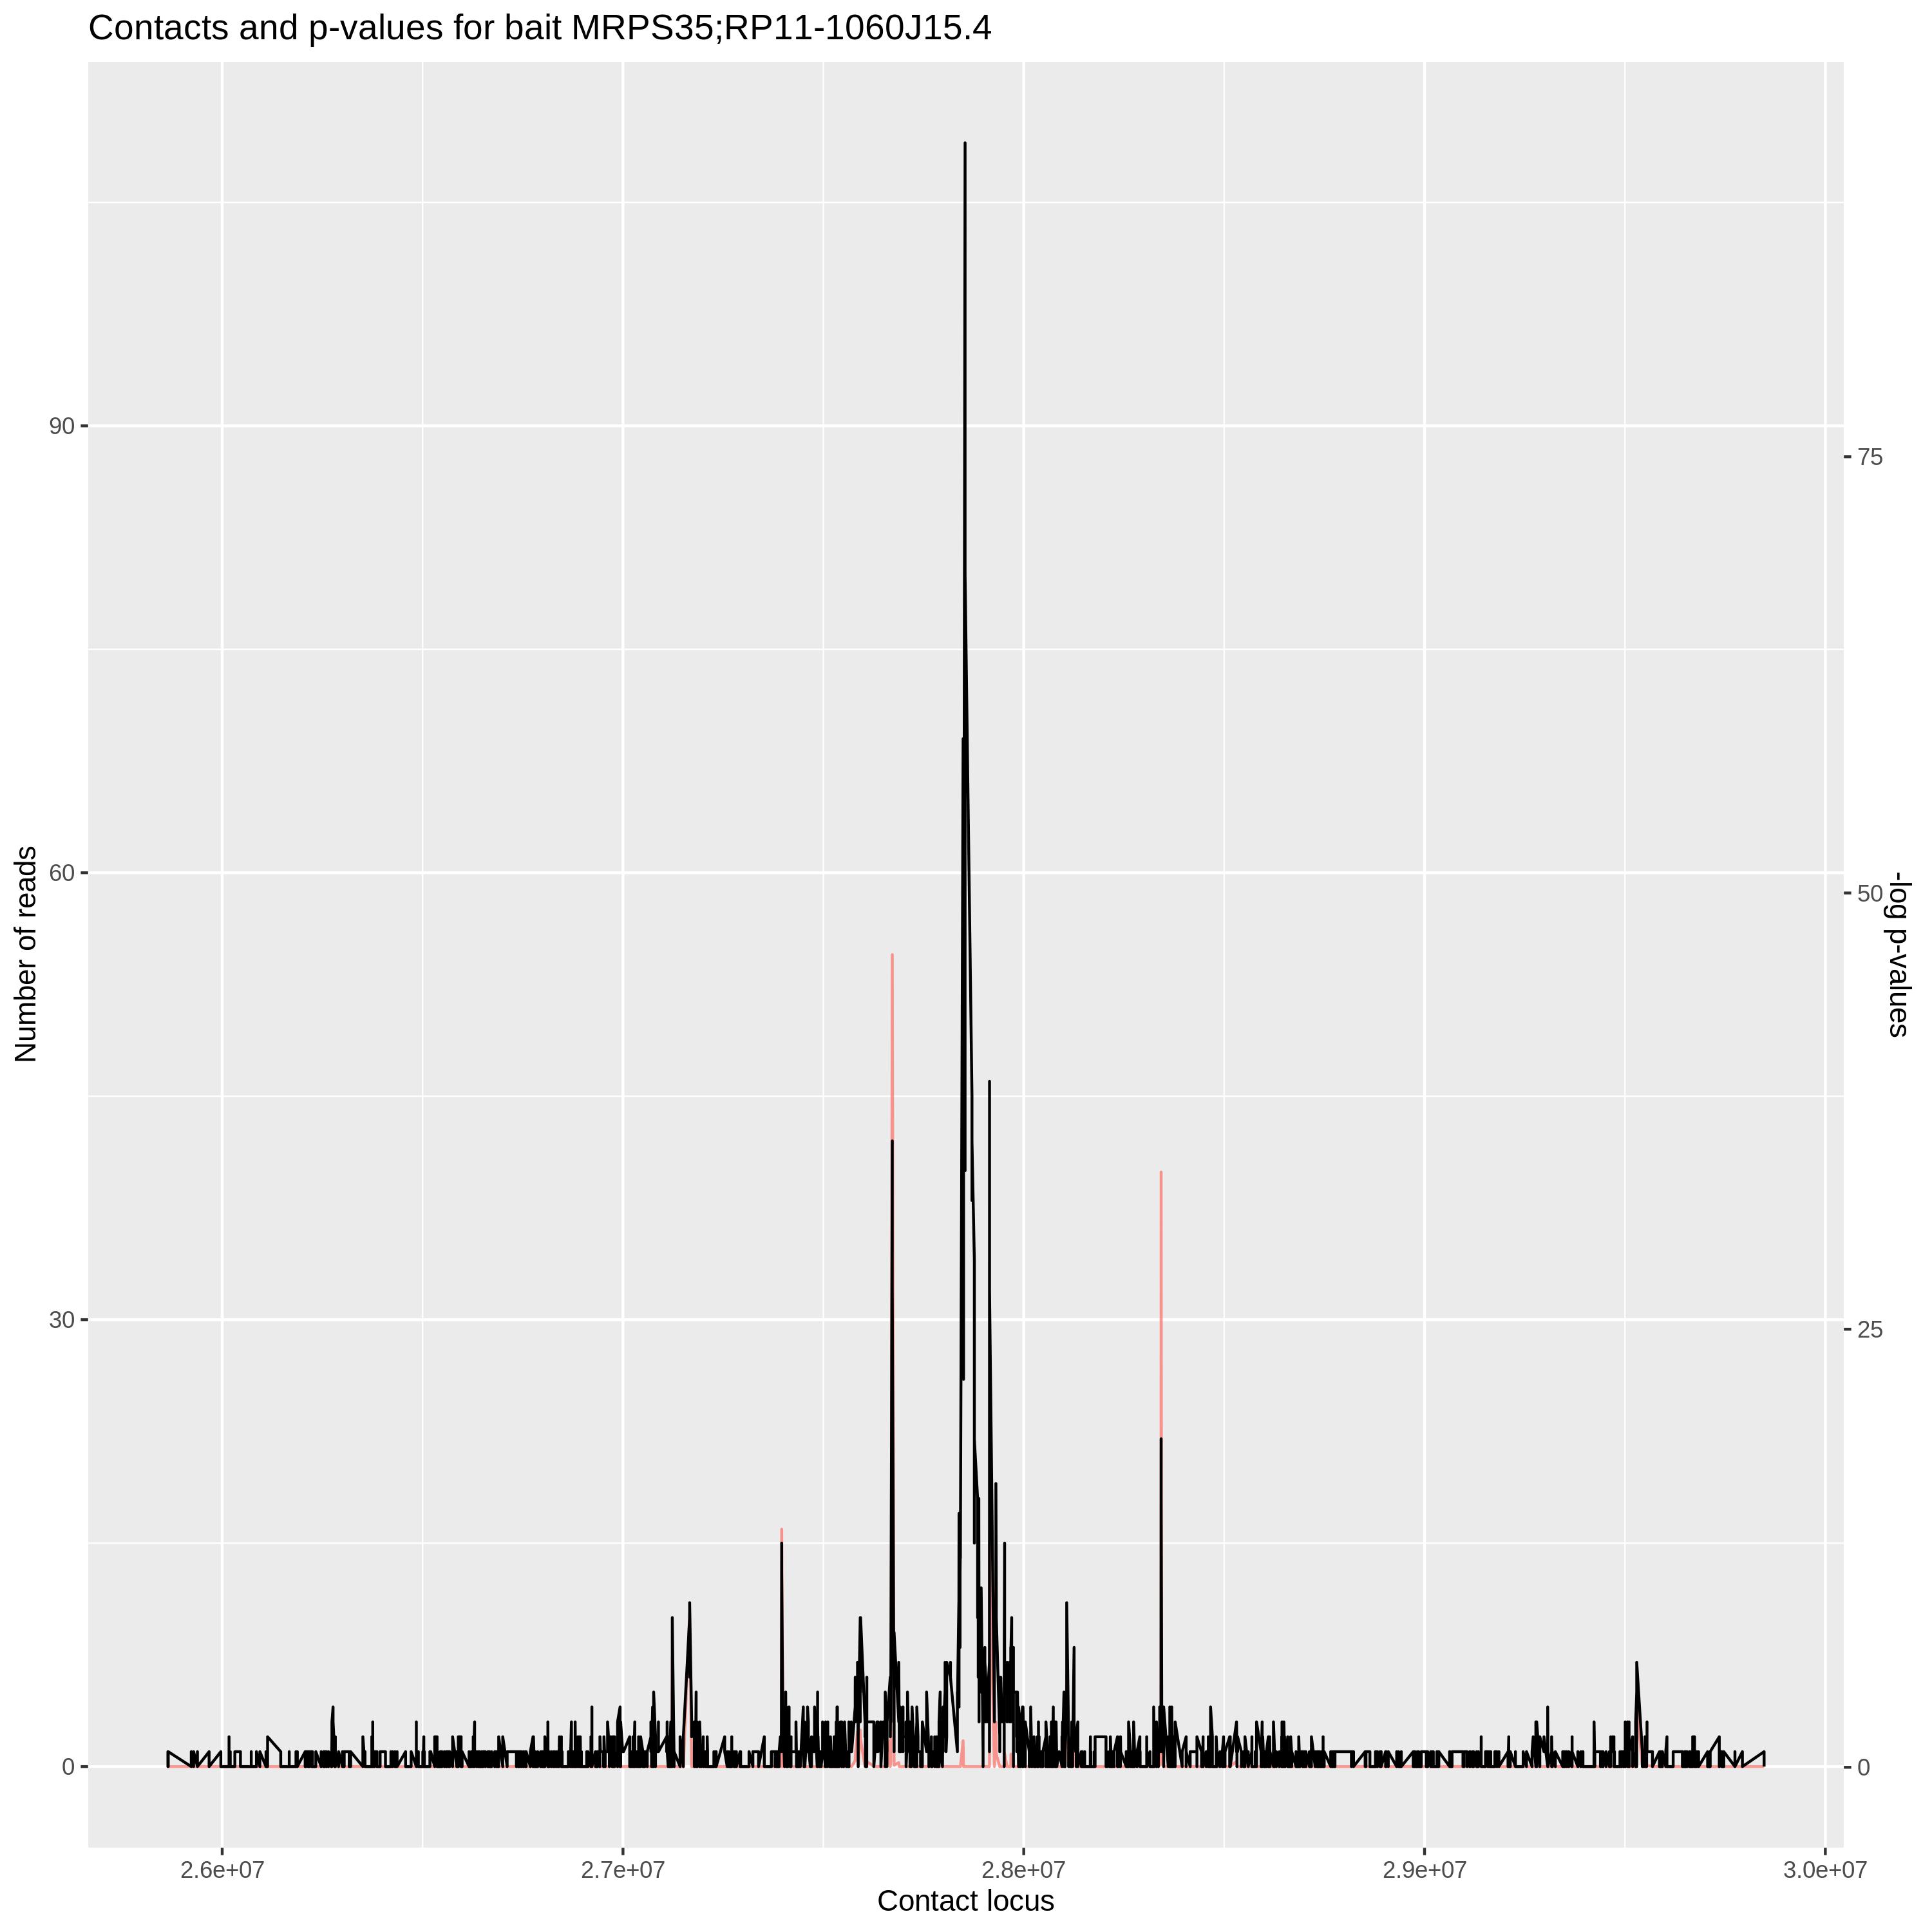 Contacts and p-values for bait MRPS35;RP11-1060J15.4
90
60
30
0
Number of reads
75
50
25
0
-log p-values
2.6e+07
2.7e+07
2.8e+07
2.9e+07
3.0e+07
Contact locus